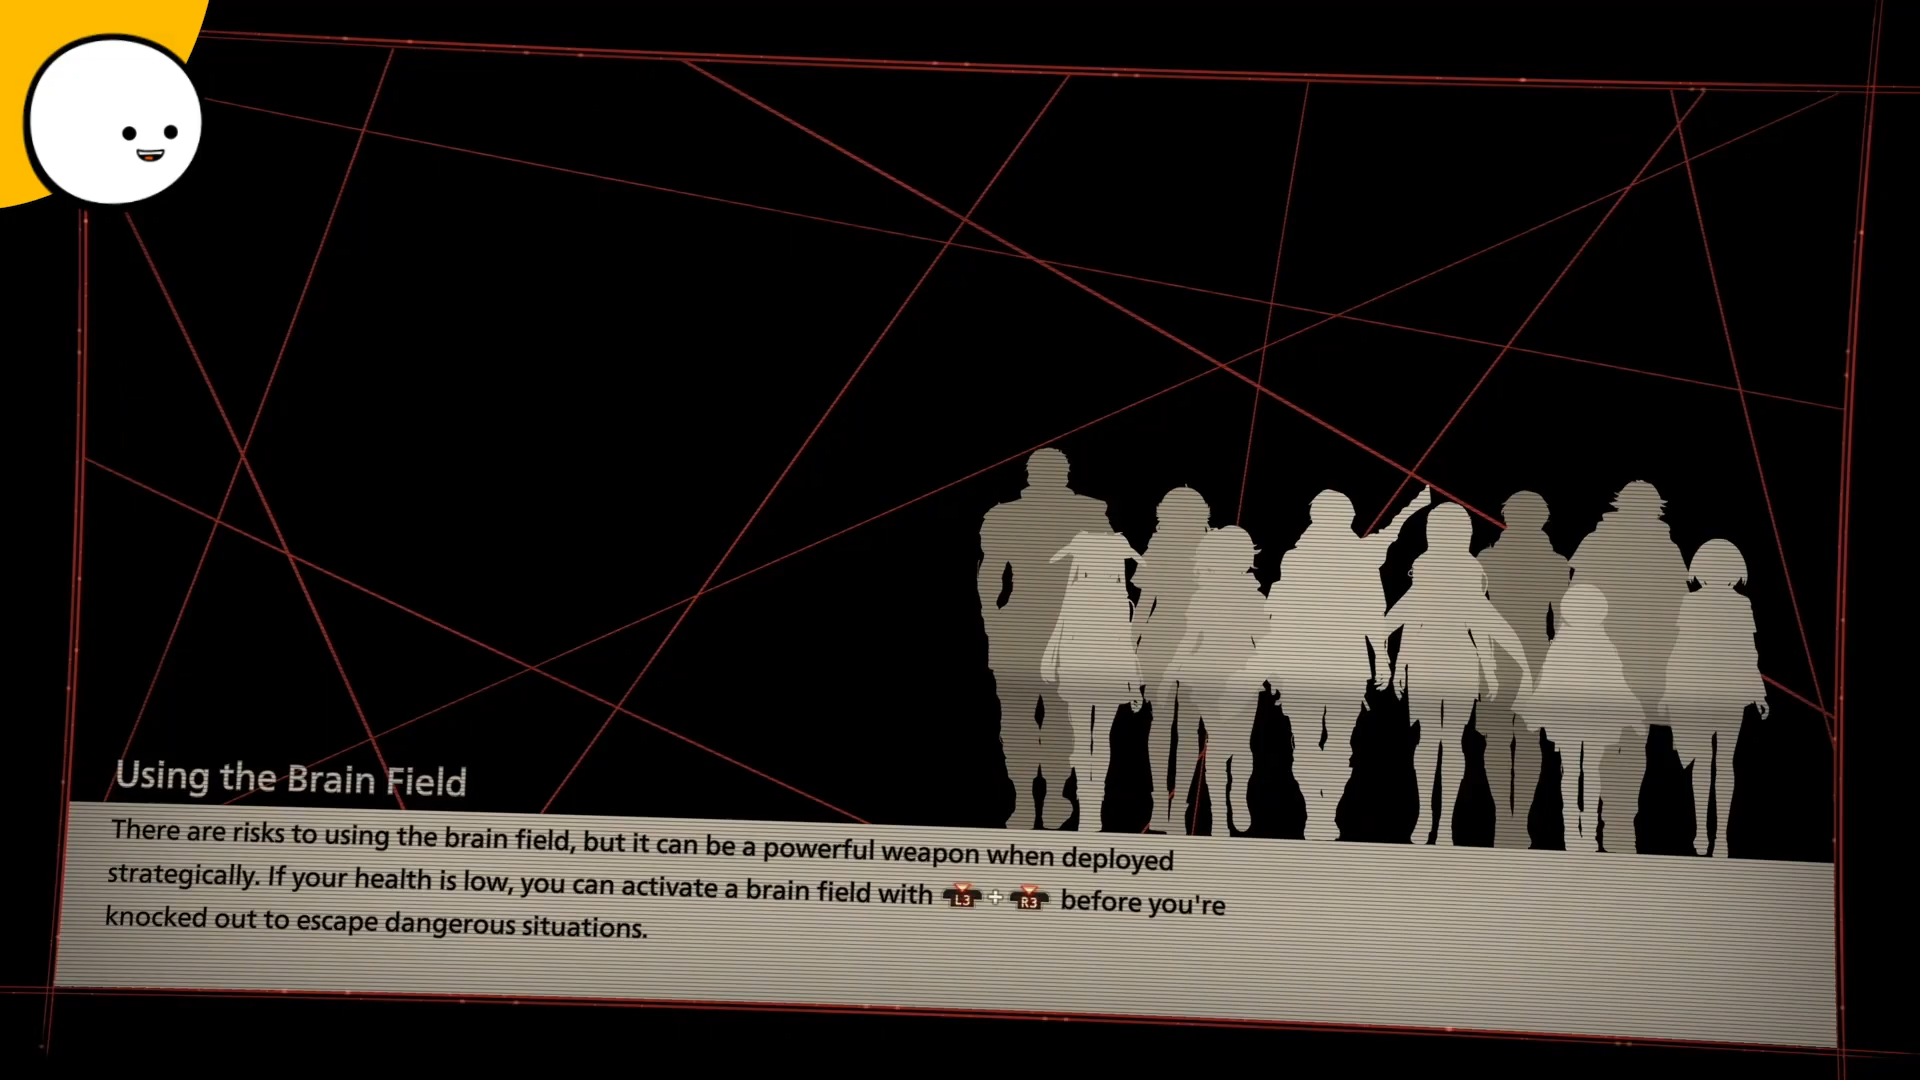 Using the Brain Field
There are risks to using the brain field, but it can be a powerful weapon when deployed
strategically. If your health is low, you can activate a brain field with L3 + R3 before you're
knocked out to escape dangerous situations.